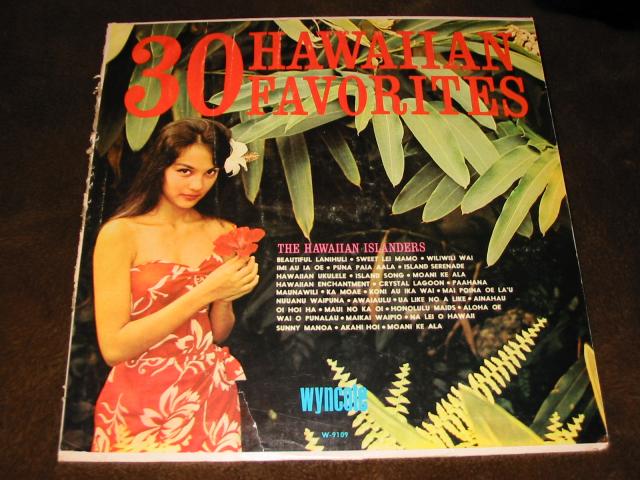 30 HAWAIIAN
FAVORITES
THE HAWAIIAN ISLANDERS
BEAUTIFUL LANIHULI • SWEET LEI MAMO • WILIWILI WAI
IMI AU IA OE • PUNA PAIA AALA • ISLAND SERENADE
HAWAIIAN UKULELE • ISLAND SONG • MOANI KE ALA
HAWAIIAN ENCHANTMENT • CRYSTAL LAGOON • PAAHANA
MAUNAWILI • KA MOAE • KONI AU IKA WAI • MAI POINA OE LA'U
NUUANU WAIPUNA • AWAIAULU • UA LIKE NO A LIKE • AINAHAU
OI HOI HA • MAUI NO KA OI • HONOLULU MAIDS • ALOHA OE
WAI O PUNALAU • MAIKAI WAIPIO • NA LEI O HAWAII
SUNNY MANOA • AKAHI HOI • MOANI KE ALA
wyncote
W-9109